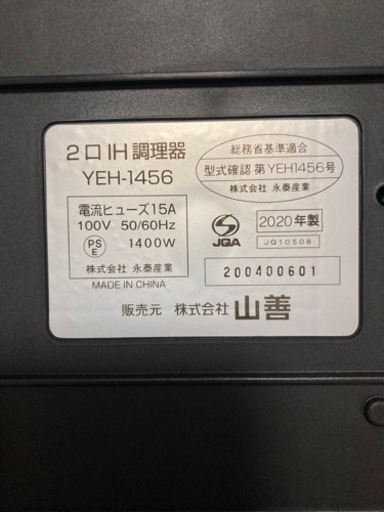 2口IH調理器
YEH-1456
電流ヒューズ15A
100V 50/60Hz
PS
E
1400W
株式会社 永泰産業
MADE IN CHINA
総務省基準適合
型式確認 第YEH1456号
株式会社 永泰産業
JQA
2020年製
JQ10508
200400601
販売元 株式会社 山善